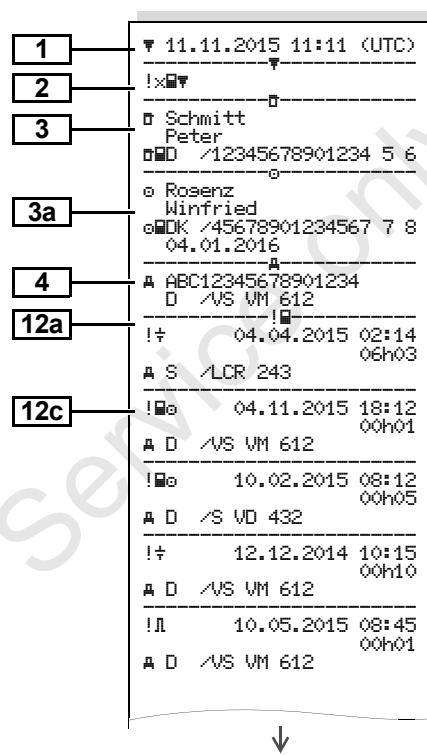 1
▼ 11.11.2015 11:11 (UTC)
------------▼------------
2
!×▼
3
Schmitt
Peter
D /12345678901234 5 6
3a
o Rogenz
Winfried
DK /45678901234567 7 8
04.01.2016
4
ABC12345678901234
D /VS VM 612
12a
!÷ 04.04.2015 02:14
06h03
S /LCR 243
12c
!o 04.11.2015 18:12
00h01
D /VS VM 612
!o 10.02.2015 08:12
00h05
D /S VD 432
!÷ 12.12.2014 10:15
00h10
D /VS VM 612
!Л 10.05.2015 08:45
00h01
D /VS VM 612
Service only